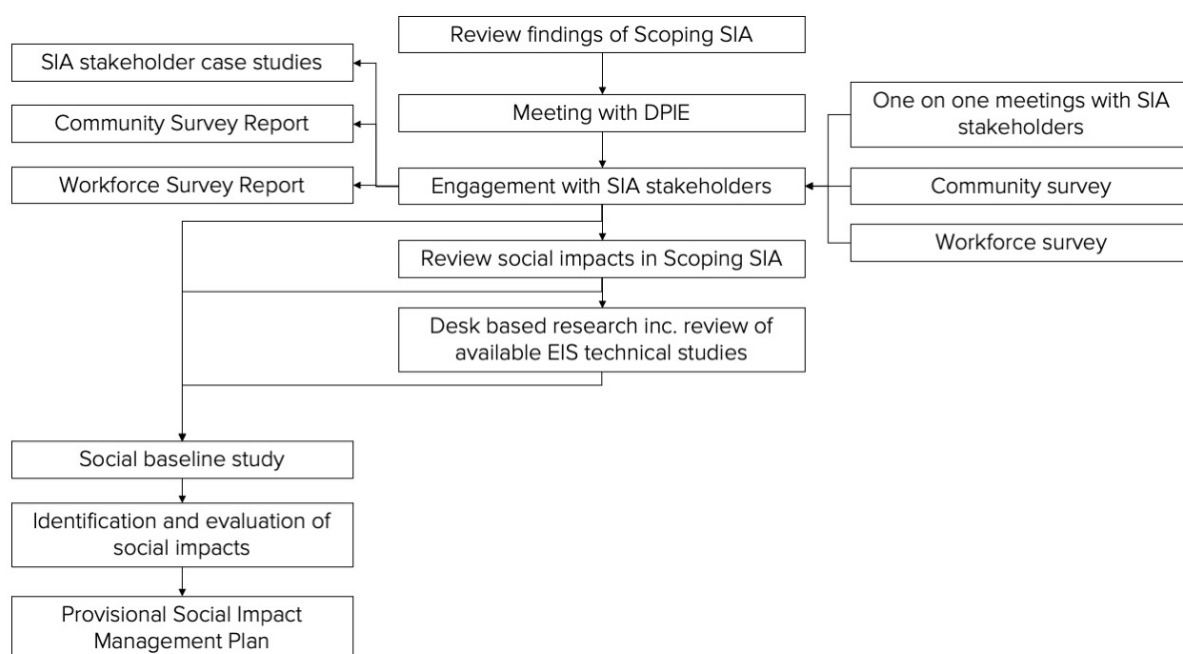 Review findings of Scoping SIA
SIA stakeholder case studies
Meeting with DPIE
One on one meetings with SIA
stakeholders
Community Survey Report
Workforce Survey Report
Engagement with SIA stakeholders
Community survey
Workforce survey
Review social impacts in Scoping SIA
Desk based research inc. review of
available EIS technical studies
Social baseline study
Identification and evaluation of
social impacts
Provisional Social Impact
Management Plan